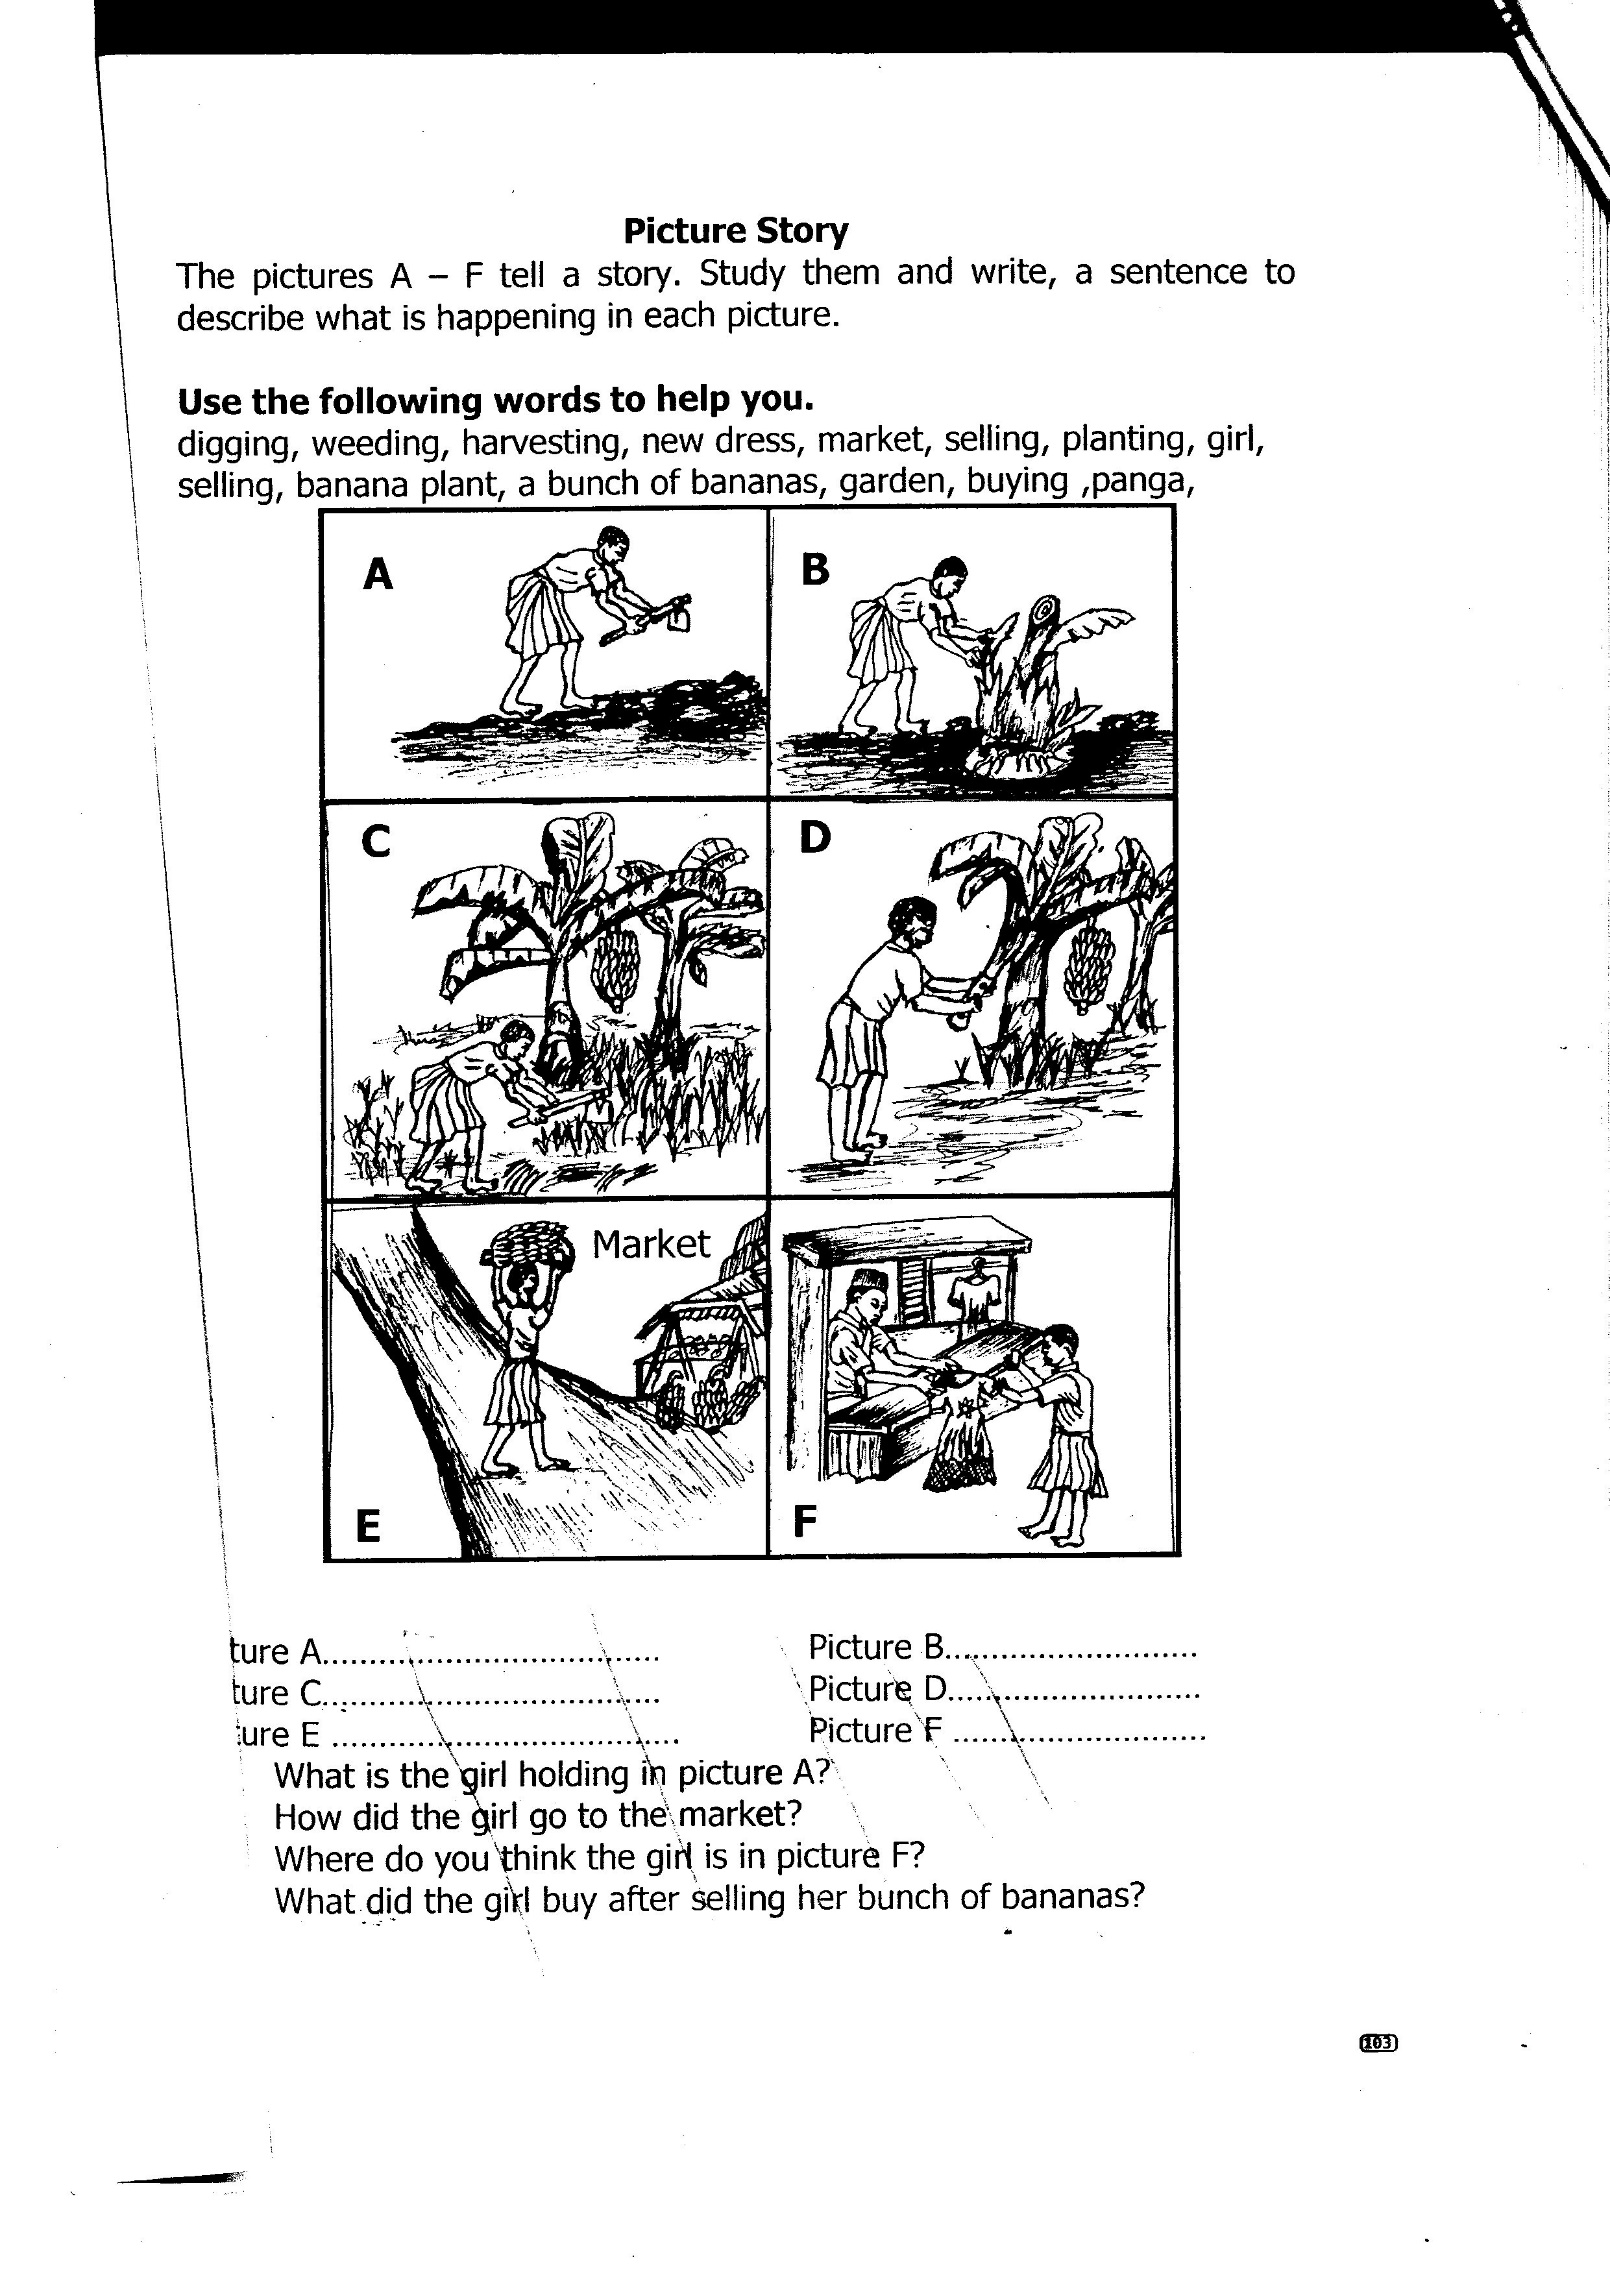 Picture Story
The pictures A – F tell a story. Study them and write, a sentence to
describe what is happening in each picture.
Use the following words to help you.
digging, weeding, harvesting, new dress, market, selling, planting, girl,
selling, banana plant, a bunch of bananas, garden, buying ,panga,
A
B
C
D
Market
E
F
ture A....................................
Picture B...........................
ture C....................................
Picture D...........................
ure E .....................................
Picture F ...........................
What is the girl holding in picture A?
How did the girl go to the market?
Where do you think the girl is in picture F?
What did the girl buy after selling her bunch of bananas?
103